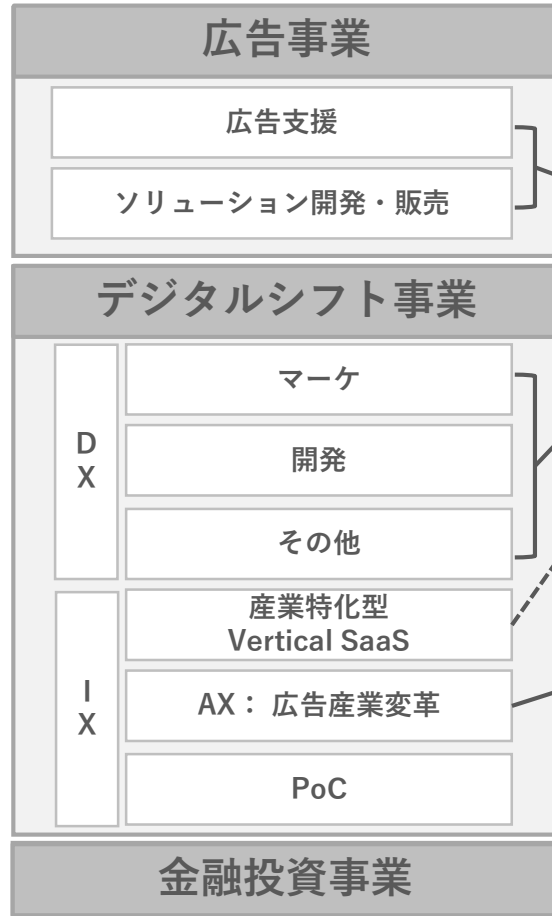 広告事業
広告支援
ソリューション開発・販売
デジタルシフト事業
DX
マーケ
開発
その他
IX
産業特化型
Vertical SaaS
AX： 広告産業変革
PoC
金融投資事業